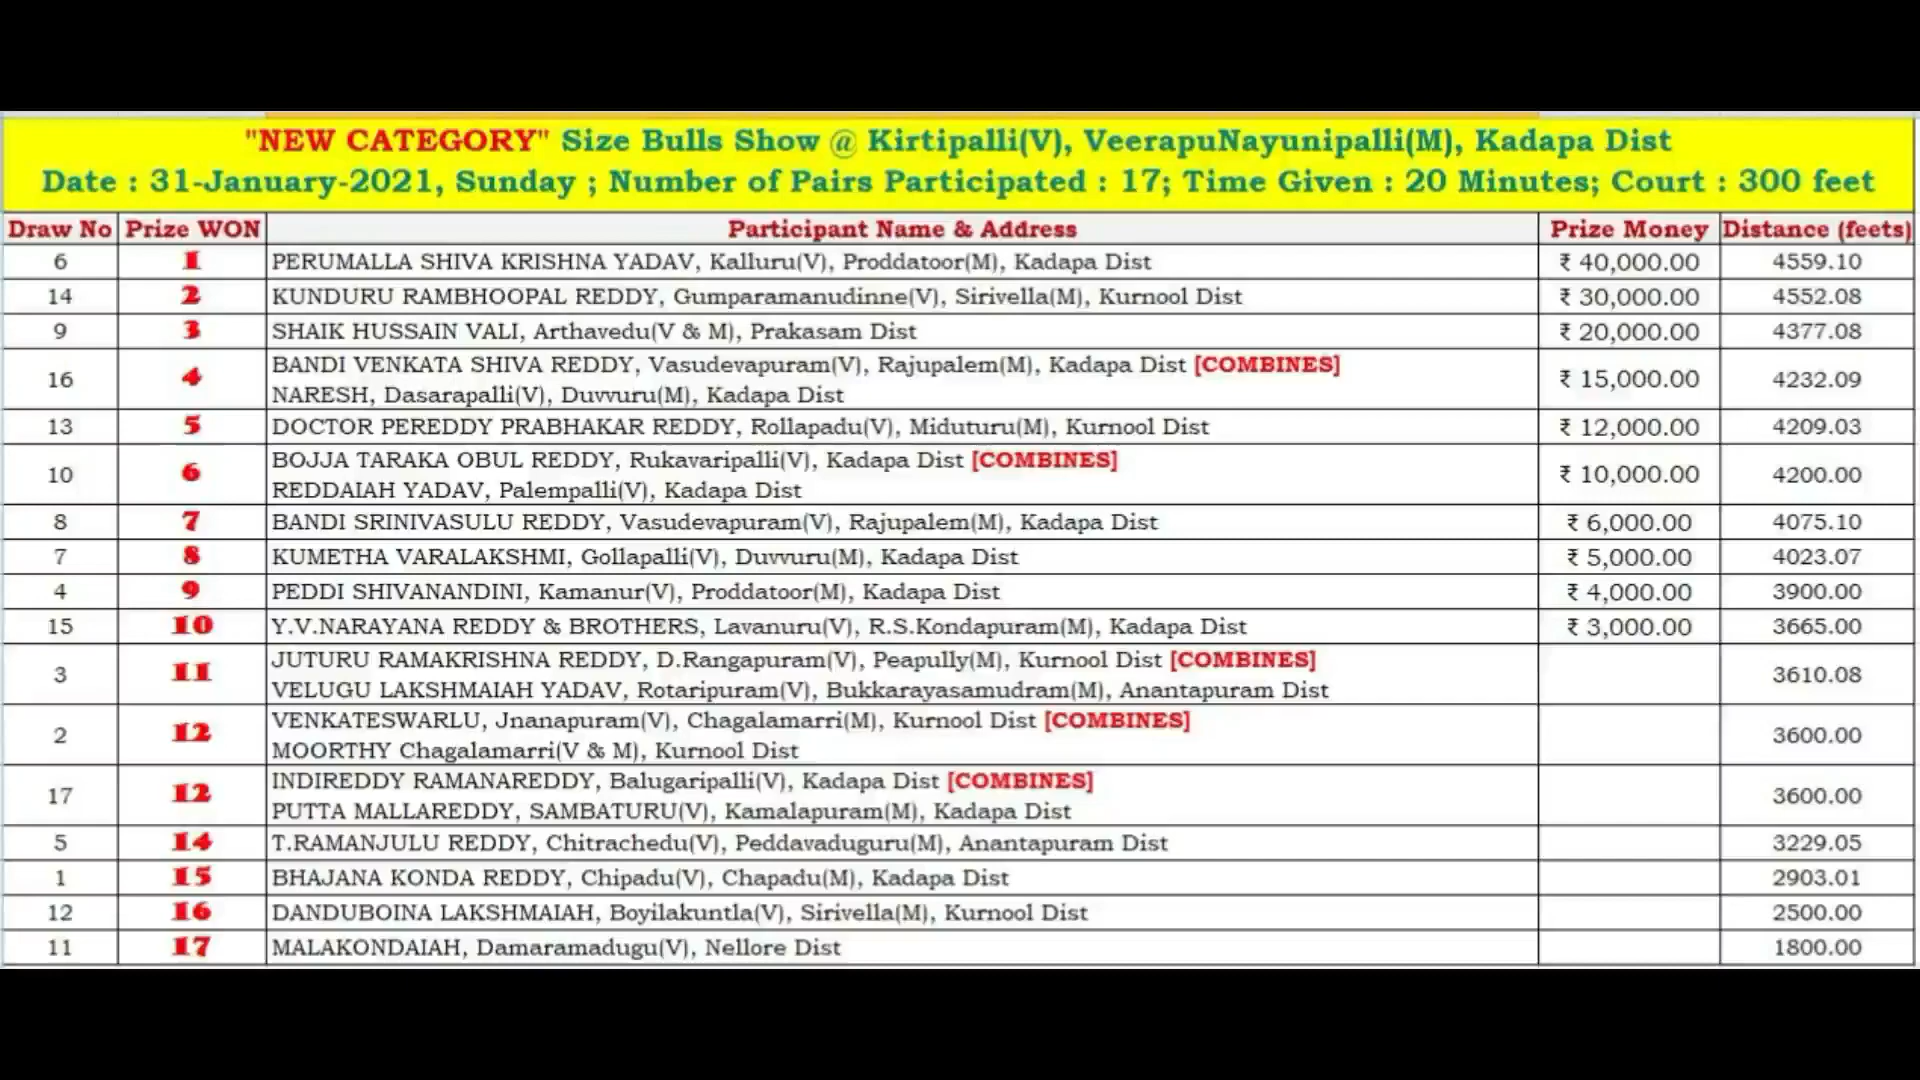 "NEW CATEGORY" Size Bulls Show @ Kirtipalli(V), VeerapuNayunipalli(M), Kadapa Dist
Date : 31-January-2021, Sunday ; Number of Pairs Participated : 17; Time Given : 20 Minutes; Court : 300 feet
Draw No Prize WON Participant Name & Address Prize Money Distance (feets)
6 1 PERUMALLA SHIVA KRISHNA YADAV, Kalluru(V), Proddatoor(M), Kadapa Dist ₹ 40,000.00 4559.10
14 2 KUNDURU RAMBHOOPAL REDDY, Gumparamanudinne(V), Sirivella(M), Kurnool Dist ₹ 30,000.00 4552.08
9 3 SHAIK HUSSAIN VALI, Arthavedu(V & M), Prakasam Dist ₹ 20,000.00 4377.08
16 4 BANDI VENKATA SHIVA REDDY, Vasudevapuram(V), Rajupalem(M), Kadapa Dist [COMBINES] ₹ 15,000.00 4232.09
NARESH, Dasarapalli(V), Duvvuru(M), Kadapa Dist
13 5 DOCTOR PEREDDY PRABHAKAR REDDY, Rollapadu(V), Miduturu(M), Kurnool Dist ₹ 12,000.00 4209.03
10 6 BOJJA TARAKA OBUL REDDY, Rukavaripalli(V), Kadapa Dist [COMBINES] ₹ 10,000.00 4200.00
REDDAIAH YADAV, Palempalli(V), Kadapa Dist
8 7 BANDI SRINIVASULU REDDY, Vasudevapuram(V), Rajupalem(M), Kadapa Dist ₹ 6,000.00 4075.10
7 8 KUMETHA VARALAKSHMI, Gollapalli(V), Duvvuru(M), Kadapa Dist ₹ 5,000.00 4023.07
4 9 PEDDI SHIVANANDINI, Kamanur(V), Proddatoor(M), Kadapa Dist ₹ 4,000.00 3900.00
15 10 Y.V.NARAYANA REDDY & BROTHERS, Lavanuru(V), R.S.Kondapuram(M), Kadapa Dist ₹ 3,000.00 3665.00
3 11 JUTURU RAMAKRISHNA REDDY, D.Rangapuram(V), Peapully(M), Kurnool Dist [COMBINES] 3610.08
VELUGU LAKSHMAIAH YADAV, Rotaripuram(V), Bukkarayasamudram(M), Anantapuram Dist
2 12 VENKATESWARLU, Jnanapuram(V), Chagalamarri(M), Kurnool Dist [COMBINES] 3600.00
MOORTHY Chagalamarri(V & M), Kurnool Dist
17 12 INDIREDDY RAMANAREDDY, Balugaripalli(V), Kadapa Dist [COMBINES] 3600.00
PUTTA MALLAREDDY, SAMBATURU(V), Kamalapuram(M), Kadapa Dist
5 14 T.RAMANJULU REDDY, Chitrachedu(V), Peddavaduguru(M), Anantapuram Dist 3229.05
1 15 BHAJANA KONDA REDDY, Chipadu(V), Chapadu(M), Kadapa Dist 2903.01
12 16 DANDUBOINA LAKSHMAIAH, Boyilakuntla(V), Sirivella(M), Kurnool Dist 2500.00
11 17 MALAKONDAIAH, Damaramadugu(V), Nellore Dist 1800.00